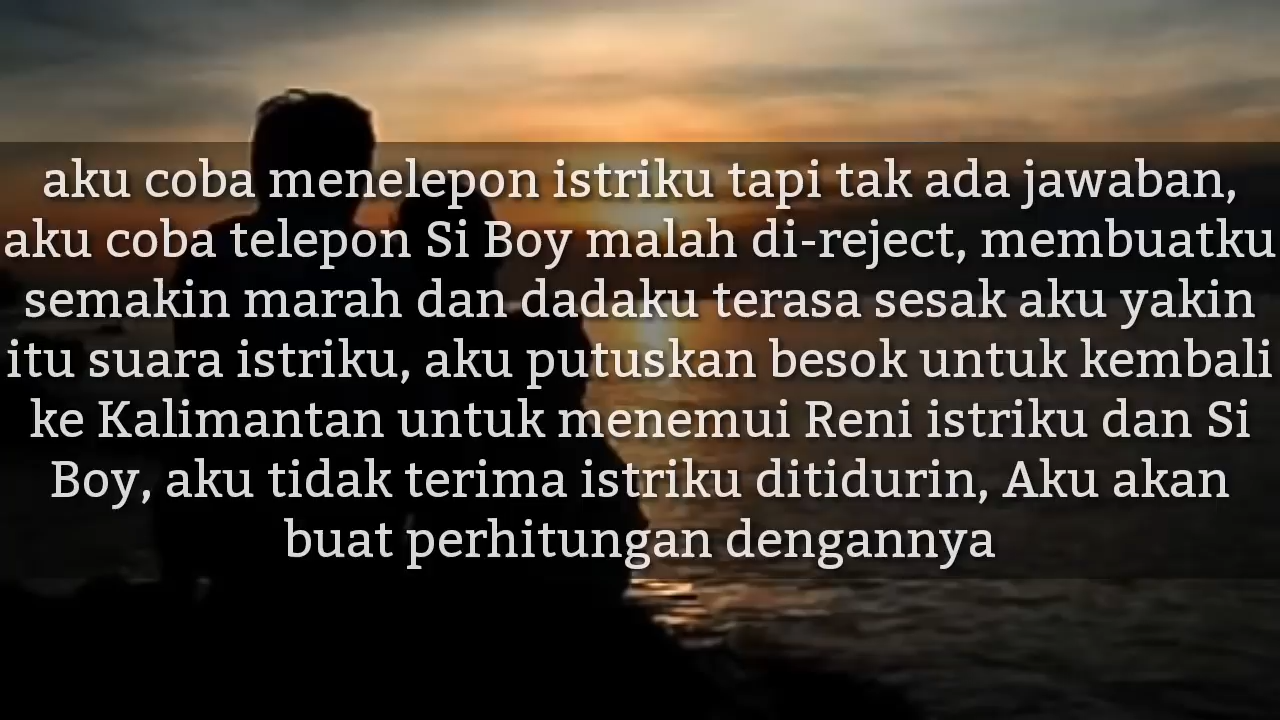 aku coba menelepon istriku tapi tak ada jawaban,
aku coba telepon Si Boy malah di-reject, membuatku
semakin marah dan dadaku terasa sesak aku yakin
itu suara istriku, aku putuskan besok untuk kembali
ke Kalimantan untuk menemui Reni istriku dan Si
Boy, aku tidak terima istriku ditidurin, Aku akan
buat perhitungan dengannya